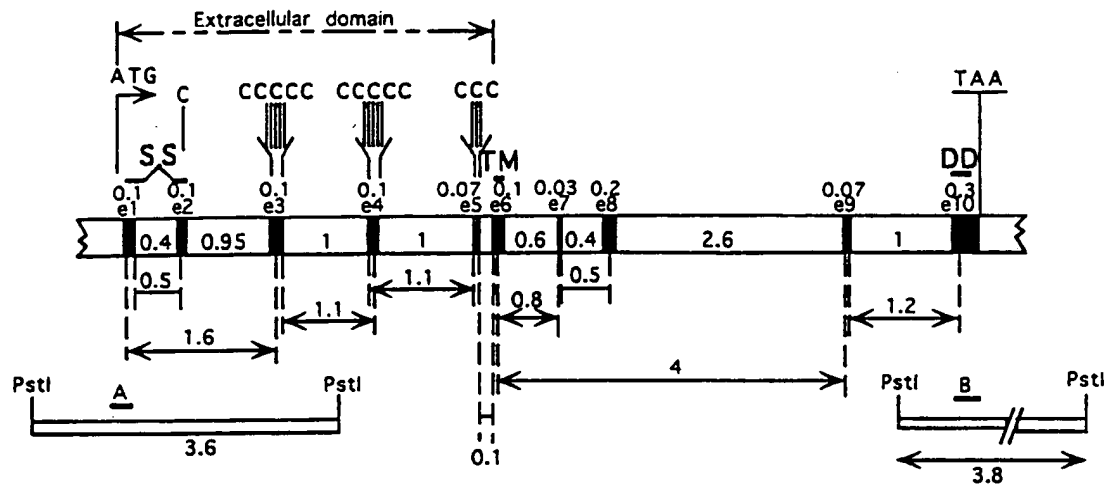 Extracellular domain
ATG C CCCCC CCCCC CCC TAA
SS TM DD
0.1 0.1 0.1 0.1 0.07 0.1 0.03 0.2 0.07 0.3
e1 e2 e3 e4 e5 e6 e7 e8 e9 e10
0.4 0.95 1 1 0.6 0.4 2.6 1
0.5 1.1 0.5
1.1 0.8 1.2
1.6
4
PstI A PstI PstI B PstI
3.6
0.1
3.8